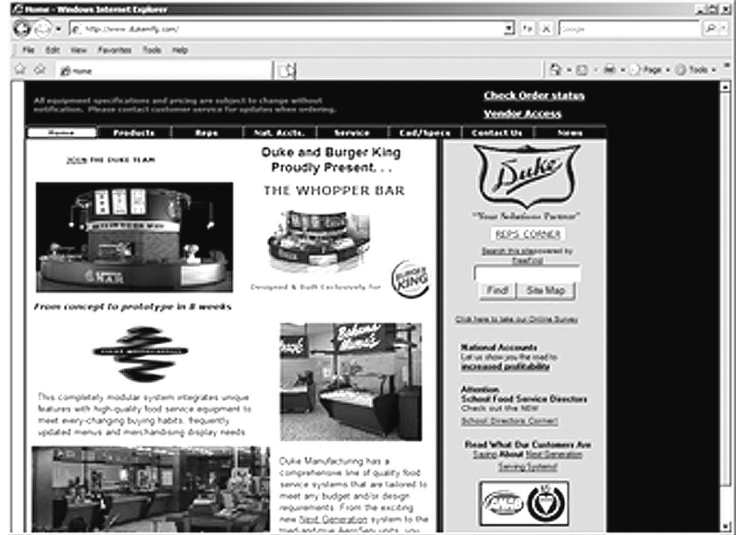 Home - Windows Internet Explorer
http://www.dukemfg.com/
Google
File Edit View Favorites Tools Help
Home
Page Tools
All equipment specifications and pricing are subject to change without
notification. Please contact customer service for updates when ordering.
Check Order status
Vendor Access
Home Products Reps Nat. Accts. Service Cad/Specs Contact Us News
JOIN THE DUKE TEAM
Duke and Burger King
Proudly Present. . .
THE WHOPPER BAR
Designed & Built Exclusively for
BURGER
KING
From concept to prototype in 8 weeks
This completely modular system integrates unique
features with high-quality food service equipment to
meet every-changing buying habits, frequently
updated menus and merchandising display needs
Duke Manufacturing has a
comprehensive line of quality food
service systems that are tailored to
meet any budget and/or design
requirements. From the exciting
new Next Generation system to the
Duke
"Your Solutions Partner"
REPS CORNER
Search this site powered by
FreeFind
Find! Site Map
Click here to take our Online Survey
National Accounts
Let us show you the road to
increased profitability
Attention
School Food Service Directors
Check out the NEW
School Directors Corner!
Read What Our Customers Are
Saying About Next Generation
Serving Systems!